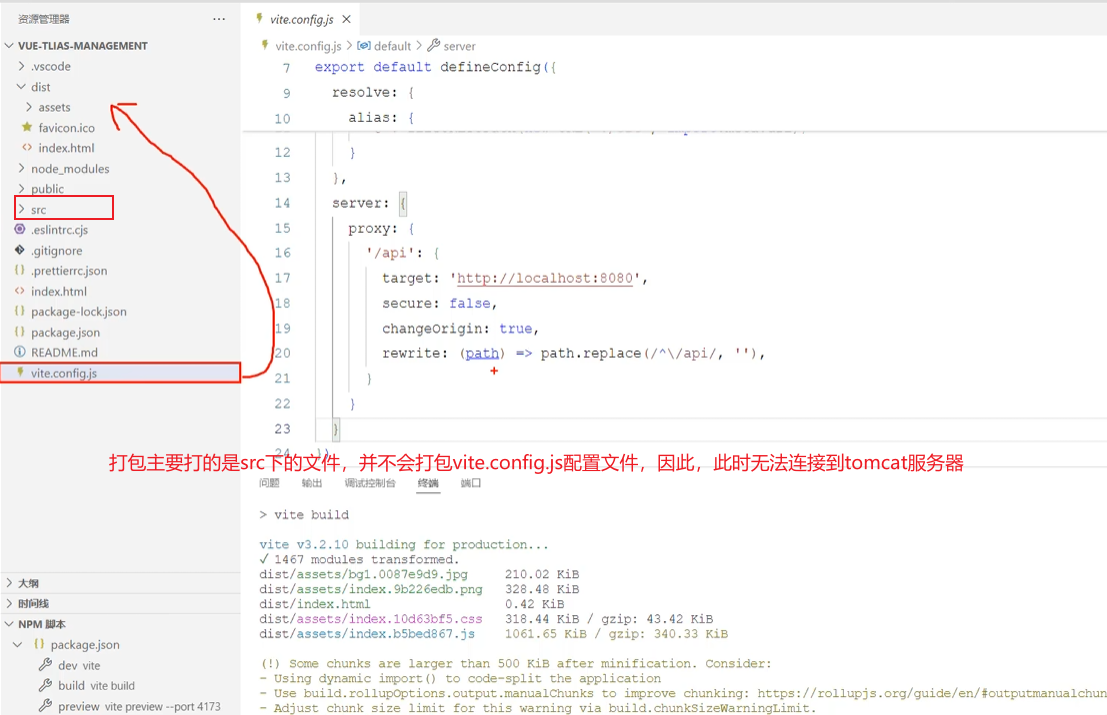 资源管理器
···
VUE-TLIAS-MANAGEMENT
.vscode
dist
assets
favicon.ico
index.html
node_modules
public
src
.eslintrc.cjs
.gitignore
.prettierrc.json
index.html
package-lock.json
package.json
README.md
vite.config.js
大纲
时间线
NPM 脚本
package.json
dev vite
build vite build
preview vite preview --port 4173
vite.config.js
vite.config.js > default > server
7 export default defineConfig({
9 resolve: {
10 alias: {
12 }
13 },
14 server: {
15 proxy: {
16 '/api': {
17 target: 'http://localhost:8080',
18 secure: false,
19 changeOrigin: true,
20 rewrite: (path) => path.replace(/^\/api/, ''),
21 }
22 }
23 }
24 })
打包主要打的是src下的文件，并不会打包vite.config.js配置文件，因此，此时无法连接到tomcat服务器
问题 输出 调试控制台 终端 端口
> vite build
vite v3.2.10 building for production...
✓ 1467 modules transformed.
dist/assets/bg1.0087e9d9.jpg 210.02 KiB
dist/assets/index.9b226edb.png 328.48 KiB
dist/index.html 0.42 KiB
dist/assets/index.10d63bf5.css 318.44 KiB / gzip: 43.42 KiB
dist/assets/index.b5bed867.js 1061.65 KiB / gzip: 340.33 KiB
(!) Some chunks are larger than 500 KiB after minification. Consider:
- Using dynamic import() to code-split the application
- Use build.rollupOptions.output.manualChunks to improve chunking: https://rollupjs.org/guide/en/#outputmanualchun
- Adjust chunk size limit for this warning via build.chunkSizeWarningLimit.